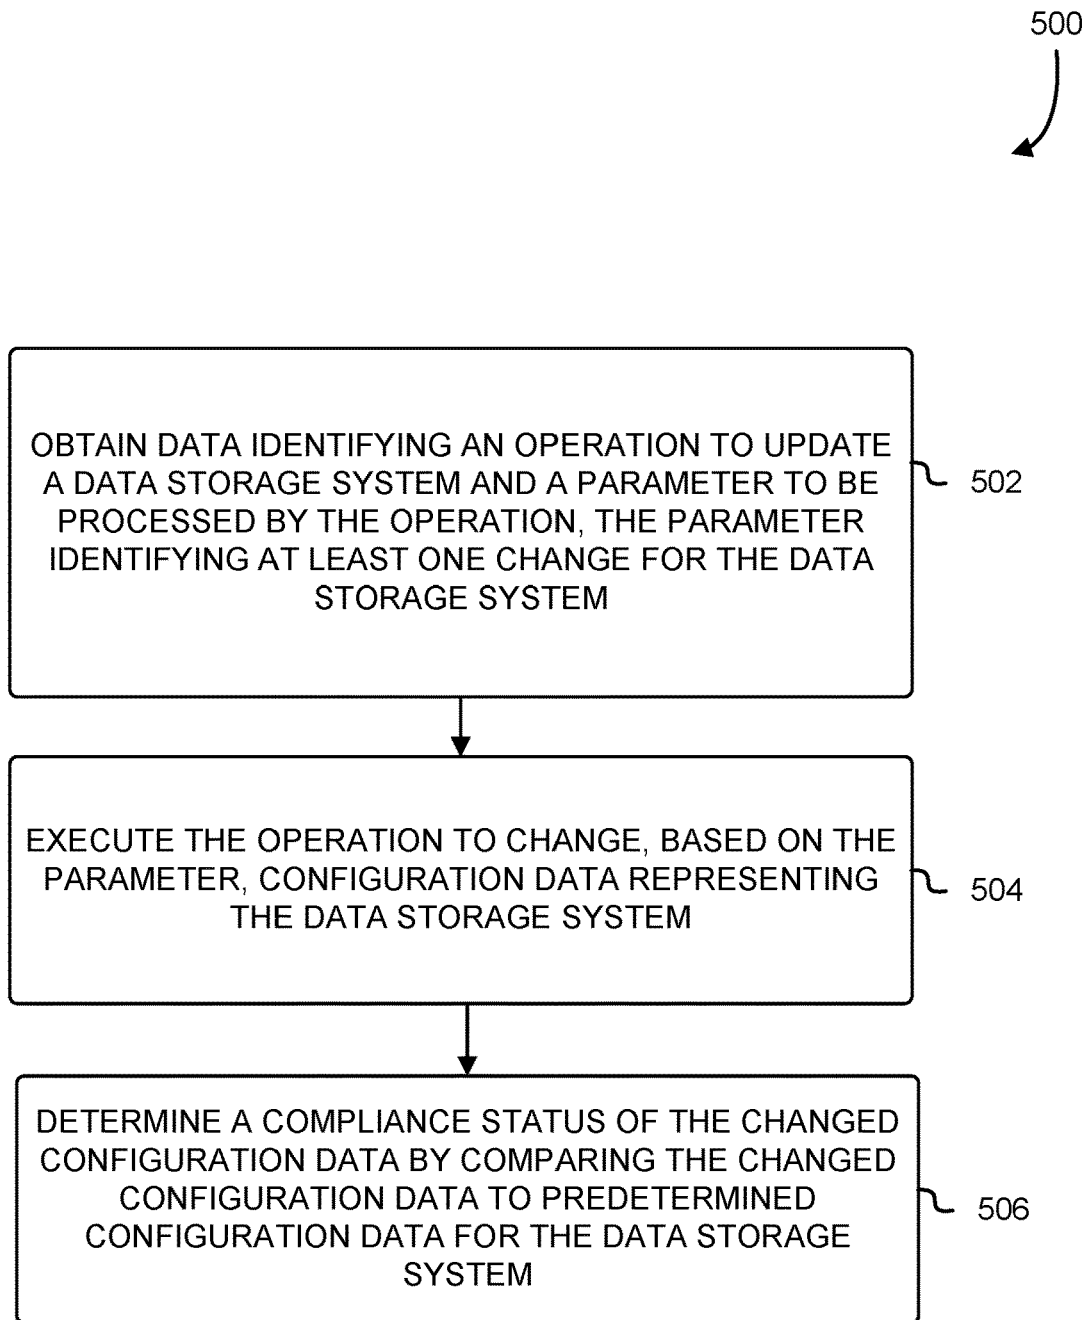 500
OBTAIN DATA IDENTIFYING AN OPERATION TO UPDATE
A DATA STORAGE SYSTEM AND A PARAMETER TO BE
PROCESSED BY THE OPERATION, THE PARAMETER
IDENTIFYING AT LEAST ONE CHANGE FOR THE DATA
STORAGE SYSTEM
502
EXECUTE THE OPERATION TO CHANGE, BASED ON THE
PARAMETER, CONFIGURATION DATA REPRESENTING
THE DATA STORAGE SYSTEM
504
DETERMINE A COMPLIANCE STATUS OF THE CHANGED
CONFIGURATION DATA BY COMPARING THE CHANGED
CONFIGURATION DATA TO PREDETERMINED
CONFIGURATION DATA FOR THE DATA STORAGE
SYSTEM
506